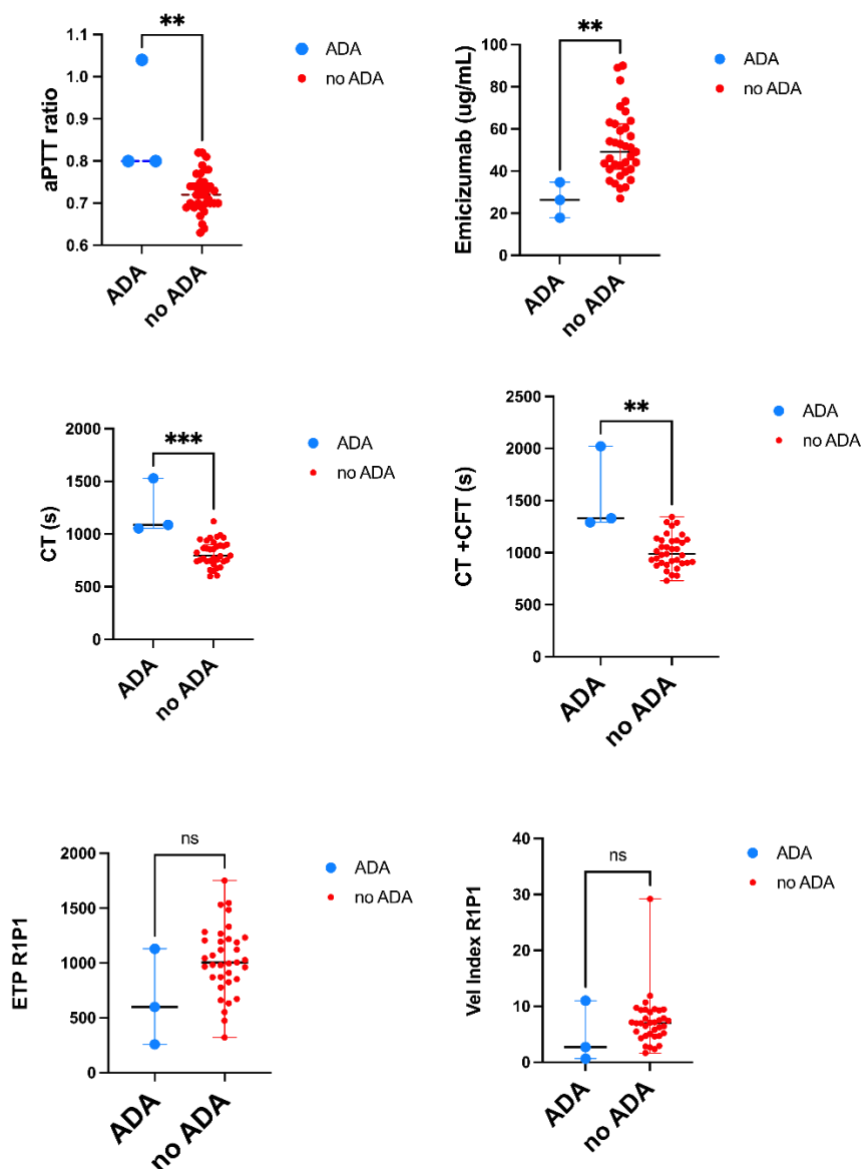 **
ADA
no ADA
1.1
1.0
0.9
0.8
0.7
0.6
aPTT ratio
ADA
no ADA
**
ADA
no ADA
100
80
60
40
20
0
Emicizumab (ug/mL)
ADA
no ADA
***
ADA
no ADA
2000
1500
1000
500
0
CT (s)
ADA
no ADA
**
ADA
no ADA
2500
2000
1500
1000
500
0
CT +CFT (s)
ADA
no ADA
ns
ADA
no ADA
2000
1500
1000
500
0
ETP R1P1
ADA
no ADA
ns
ADA
no ADA
40
30
20
10
0
Vel Index R1P1
ADA
no ADA